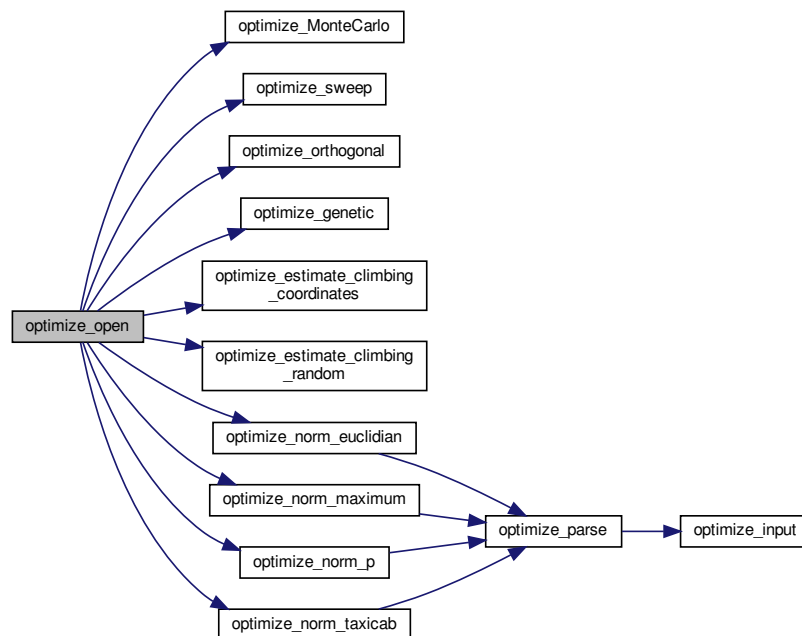 optimize_MonteCarlo
optimize_sweep
optimize_orthogonal
optimize_genetic
optimize_estimate_climbing
_coordinates
optimize_open
optimize_estimate_climbing
_random
optimize_norm_euclidian
optimize_norm_maximum
optimize_parse
optimize_input
optimize_norm_p
optimize_norm_taxicab